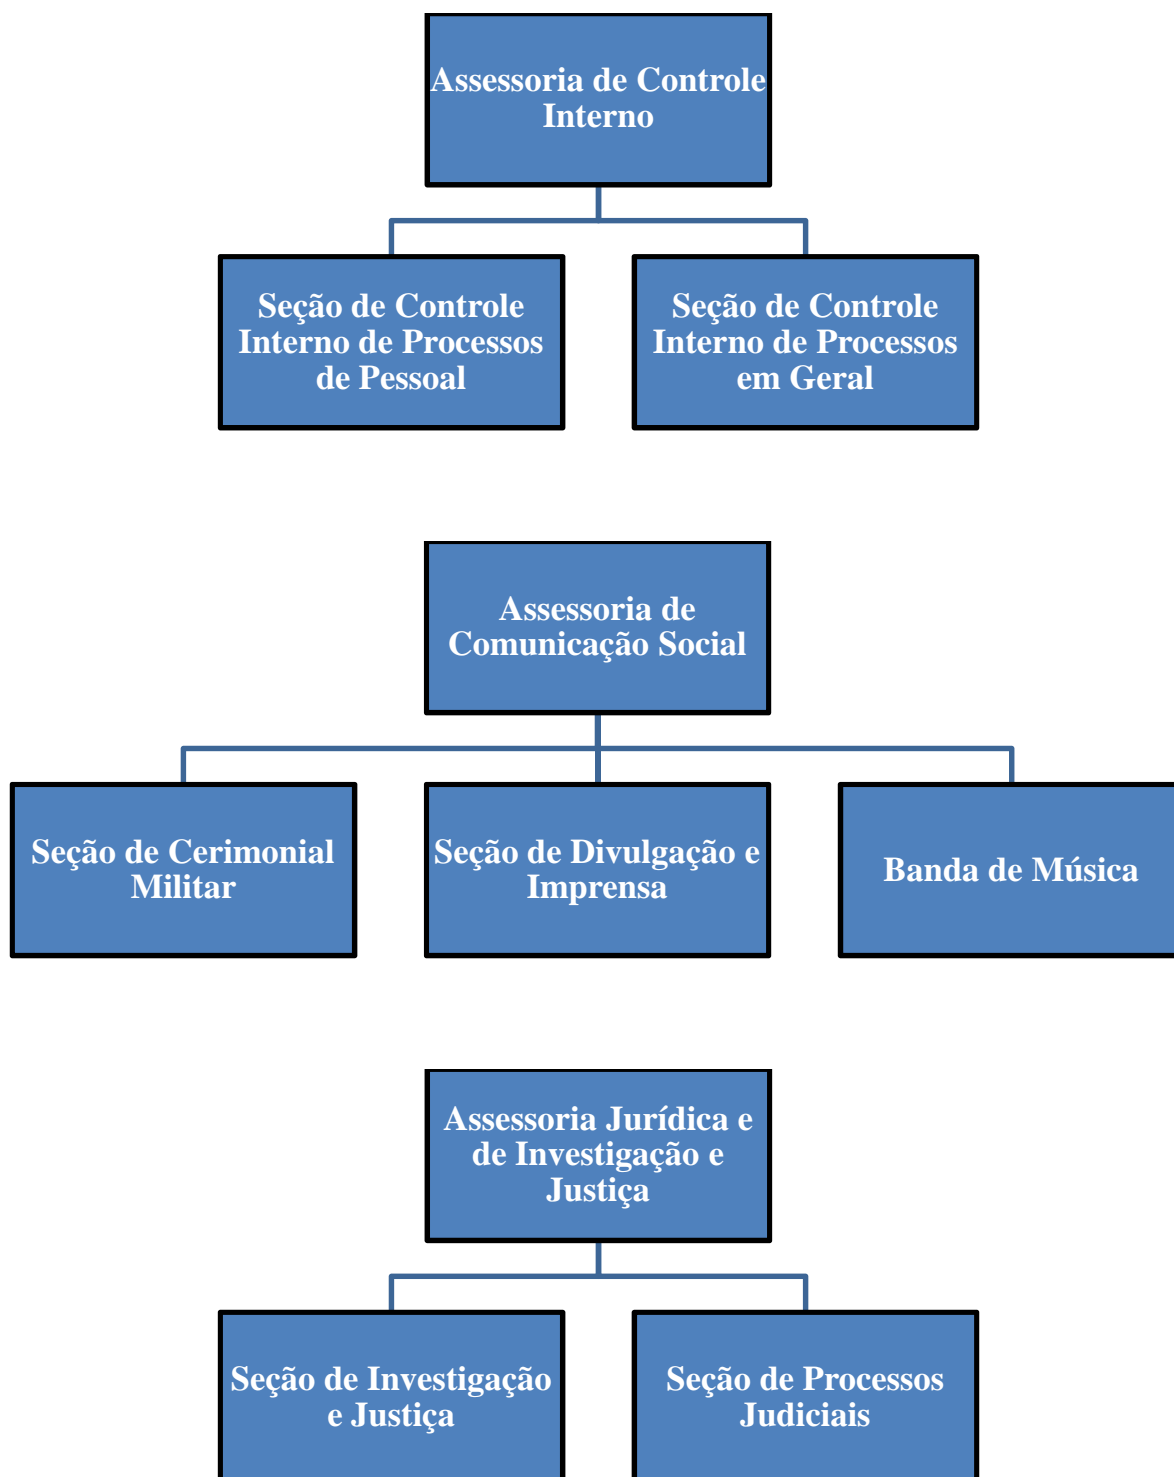 Assessoria de Controle
Interno
Seção de Controle
Interno de Processos
de Pessoal
Seção de Controle
Interno de Processos
em Geral
Assessoria de
Comunicação Social
Seção de Cerimonial
Militar
Seção de Divulgação e
Imprensa
Banda de Música
Assessoria Jurídica e
de Investigação e
Justiça
Seção de Investigação
e Justiça
Seção de Processos
Judiciais